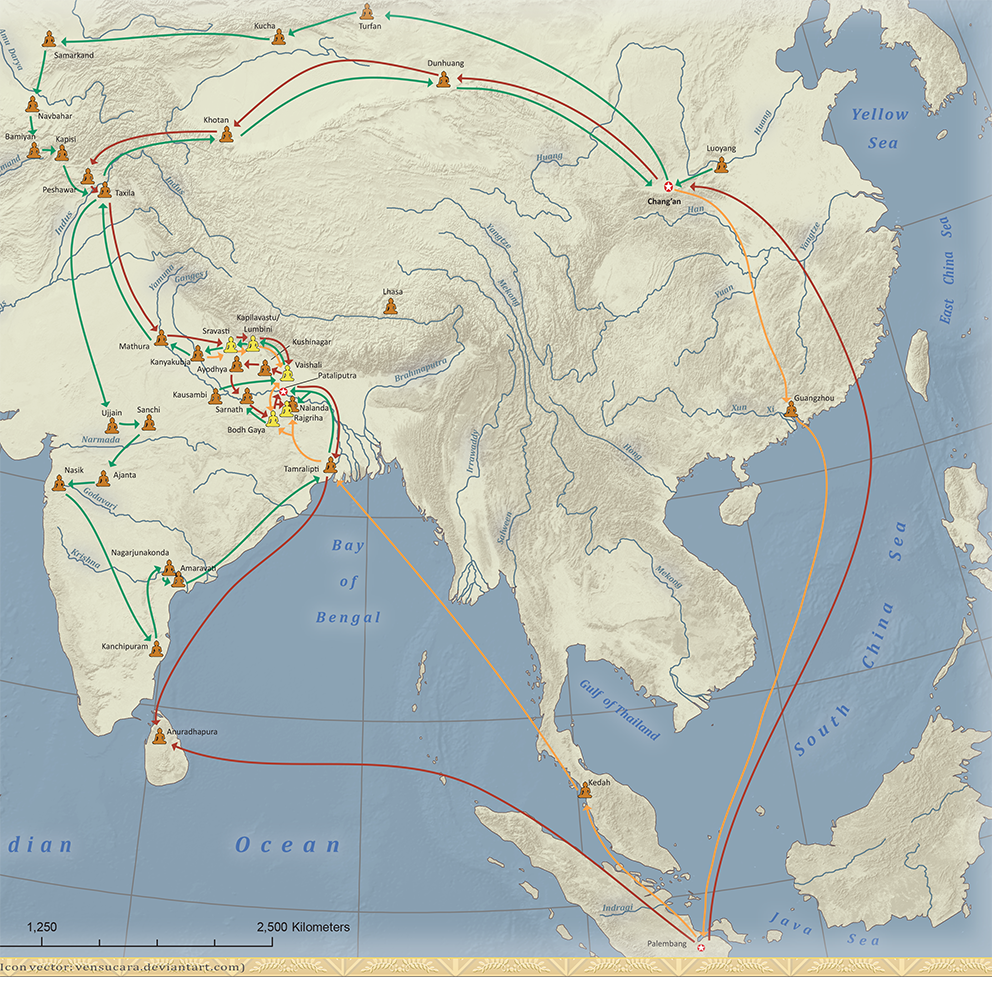 Turfan
Kucha
Samarkand
Amu Darya
Dunhuang
Navbahar
Khotan
Huang
Yellow
Sea
Bamiyan
Kapisi
mand
Luoyang
Huang
Peshawar
Taxila
Indus
Indus
Chang'an
Han
Yangtze
Yangtze
East China Sea
Yamuna
Ganges
Mekong
Lhasa
Yuan
Kapilavastu/
Lumbini
Sravasti
Mathura
Kushinagar
Kanyakubja
Ayodhya
Vaishali
Pataliputra
Brahmaputra
Kausambi
Sarnath
Nalanda
Rajgriha
Bodh Gaya
Guangzhou
Xun
Xi
Ujjain
Sanchi
Narmada
Irrawaddy
Hong
Nasik
Ajanta
Tamralipti
Godavari
Salween
Krishna
Nagarjunakonda
Amaravati
Bay
of
Bengal
Mekong
Kanchipuram
South China Sea
Gulf of Thailand
Anuradhapura
Kedah
dian Ocean
Indragi
Java Sea
Palembang
1,250
2,500 Kilometers
Icon vector: vensucara.deviantart.com)